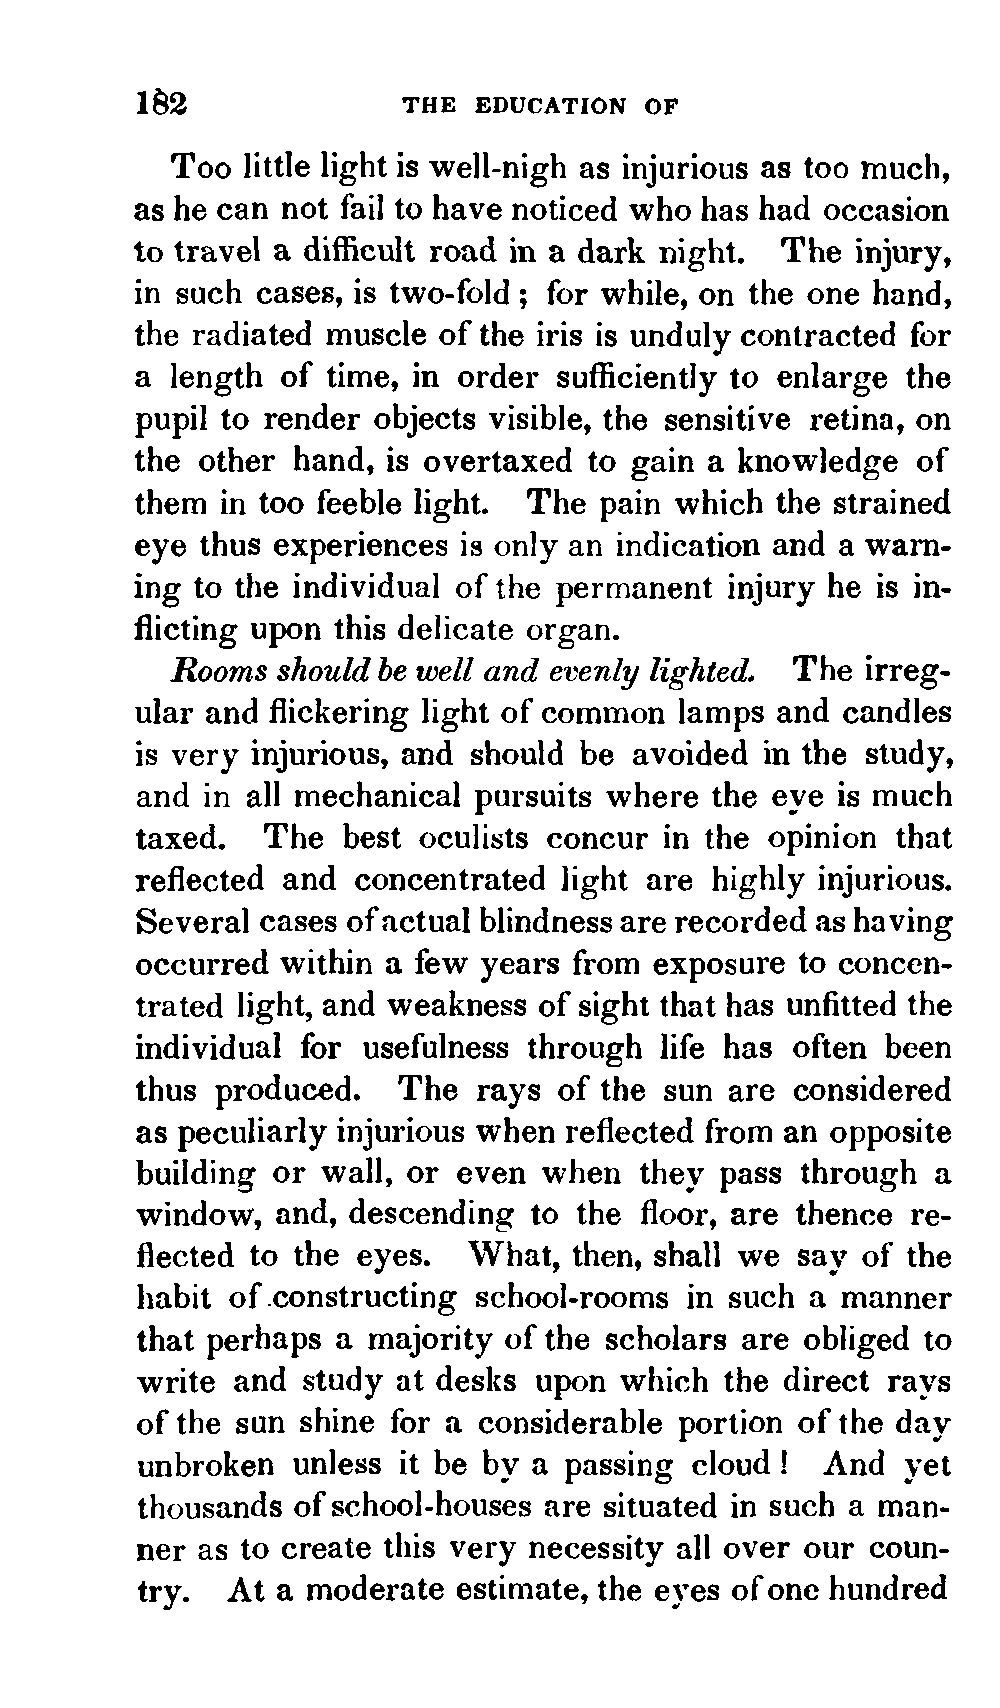 182 THE EDUCATION OF
Too little light is well-nigh as injurious as too much,
as he can not fail to have noticed who has had occasion
to travel a difficult road in a dark night. The injury,
in such cases, is two-fold; for while, on the one hand,
the radiated muscle of the iris is unduly contracted for
a length of time, in order sufficiently to enlarge the
pupil to render objects visible, the sensitive retina, on
the other hand, is overtaxed to gain a knowledge of
them in too feeble light. The pain which the strained
eye thus experiences is only an indication and a warn-
ing to the individual of the permanent injury he is in-
flicting upon this delicate organ.
Rooms should be well and evenly lighted. The irreg-
ular and flickering light of common lamps and candles
is very injurious, and should be avoided in the study,
and in all mechanical pursuits where the eye is much
taxed. The best oculists concur in the opinion that
reflected and concentrated light are highly injurious.
Several cases of actual blindness are recorded as having
occurred within a few years from exposure to concen-
trated light, and weakness of sight that has unfitted the
individual for usefulness through life has often been
thus produced. The rays of the sun are considered
as peculiarly injurious when reflected from an opposite
building or wall, or even when they pass through a
window, and, descending to the floor, are thence re-
flected to the eyes. What, then, shall we say of the
habit of constructing school-rooms in such a manner
that perhaps a majority of the scholars are obliged to
write and study at desks upon which the direct rays
of the sun shine for a considerable portion of the day
unbroken unless it be by a passing cloud! And yet
thousands of school-houses are situated in such a man-
ner as to create this very necessity all over our coun-
try. At a moderate estimate, the eyes of one hundred